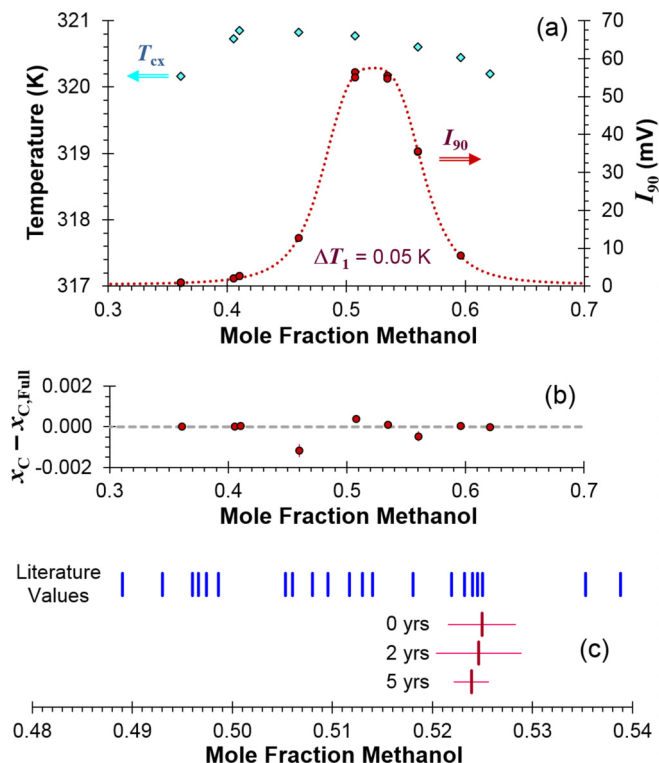 321
320
319
318
317
Temperature (K)
70
60
50
40
30
20
10
0
I90 (mV)
(a)
Tcx
I90
ΔT1 = 0.05 K
0.3 0.4 0.5 0.6 0.7
Mole Fraction Methanol
0.002
0.000
-0.002
xC – xC,Full
(b)
0.3 0.4 0.5 0.6 0.7
Mole Fraction Methanol
Literature
Values
0 yrs
2 yrs
5 yrs
(c)
0.48 0.49 0.50 0.51 0.52 0.53 0.54
Mole Fraction Methanol